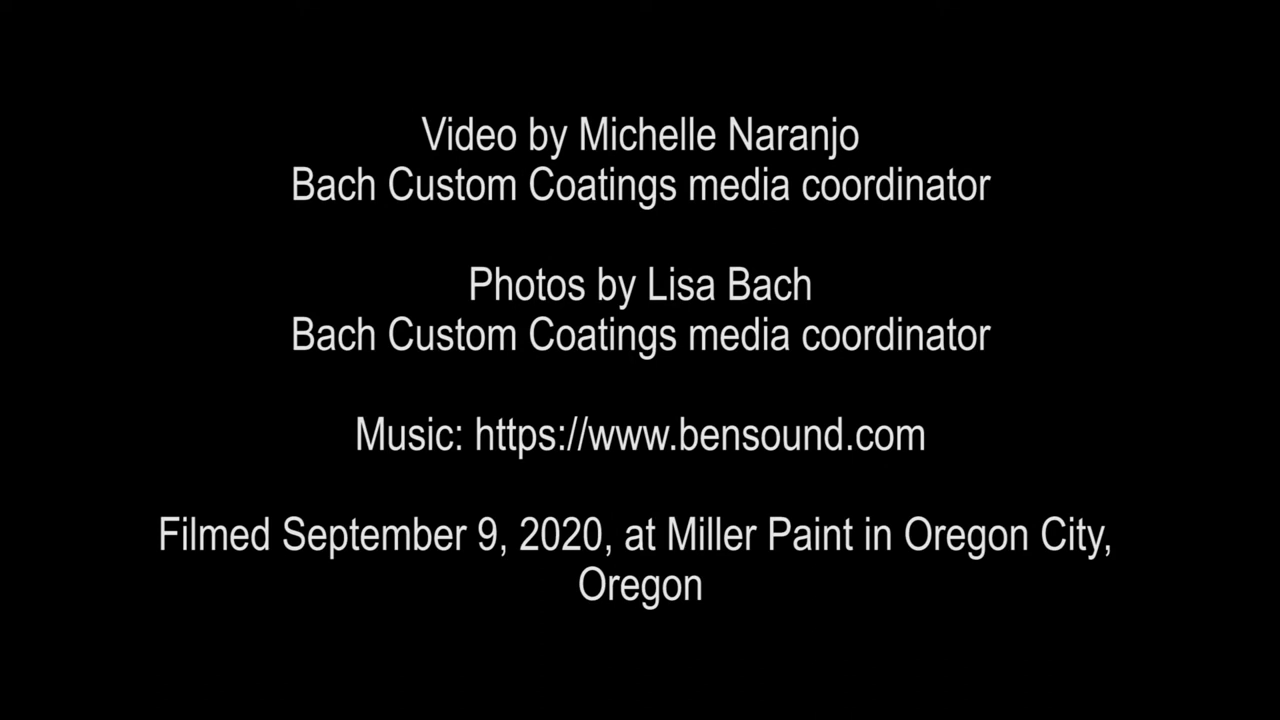 Video by Michelle Naranjo
Bach Custom Coatings media coordinator
Photos by Lisa Bach
Bach Custom Coatings media coordinator
Music: https://www.bensound.com
Filmed September 9, 2020, at Miller Paint in Oregon City,
Oregon